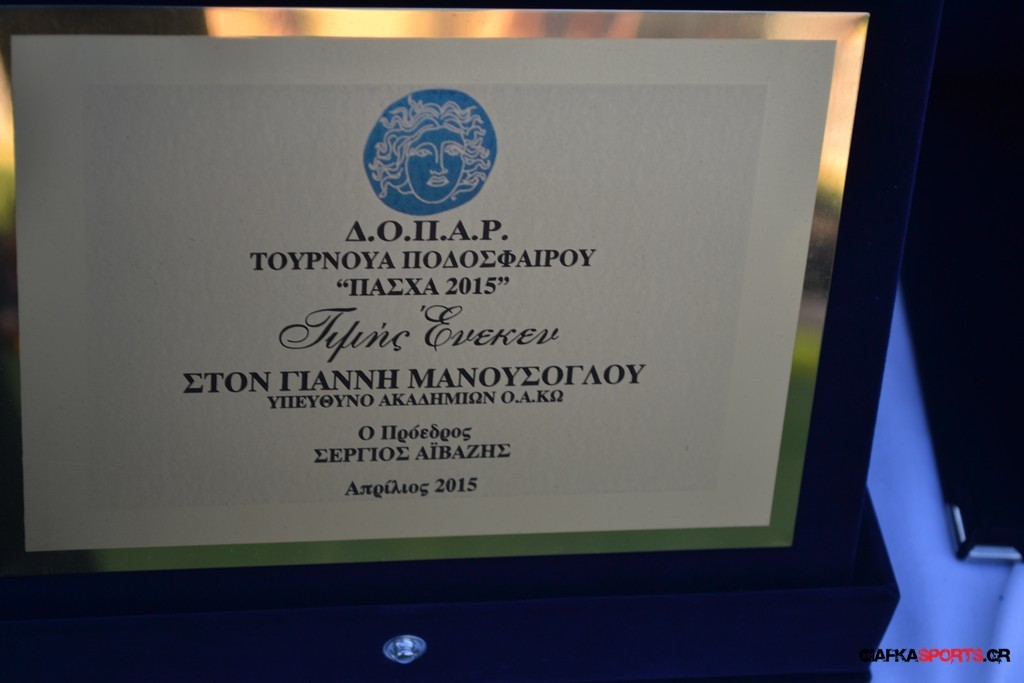 Δ.Ο.Π.Α.Ρ.
ΤΟΥΡΝΟΥΑ ΠΟΔΟΣΦΑΙΡΟΥ
“ΠΑΣΧΑ 2015”
Τιμής Ένεκεν
ΣΤΟΝ ΓΙΑΝΝΗ ΜΑΝΟΥΣΟΓΛΟΥ
ΥΠΕΥΘΥΝΟ ΑΚΑΔΗΜΙΩΝ Ο.Α.ΚΩ
Ο Πρόεδρος
ΣΕΡΓΙΟΣ ΑΪΒΑΖΗΣ
Απρίλιος 2015
GIAFKASPORTS.GR